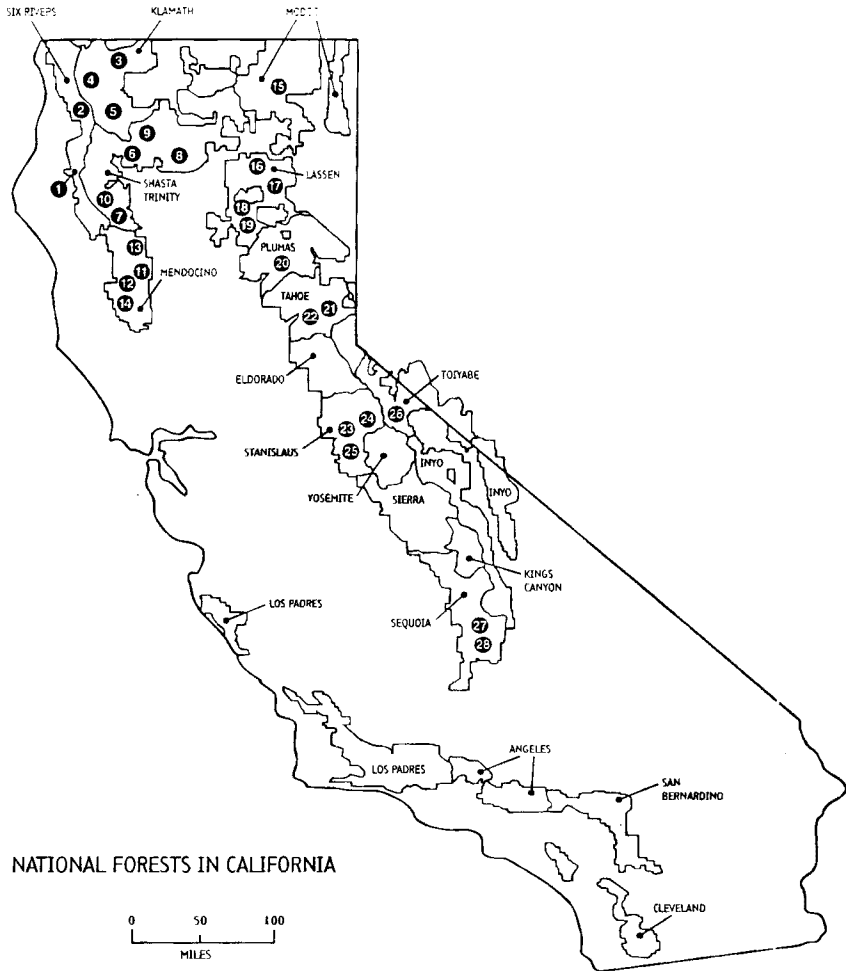 SIX RIVERS
KLAMATH
MODOC
3
4
15
2
5
9
6
8
16
LASSEN
1
SHASTA
TRINITY
17
10
18
7
19
13
PLUMAS
11
20
12
MENDOCINO
14
TAHOE
21
22
ELDORADO
TOIYABE
26
24
23
STANISLAUS
25
INYO
INYO
YOSEMITE
SIERRA
KINGS
CANYON
LOS PADRES
SEQUOIA
27
28
ANGELES
LOS PADRES
SAN
BERNARDINO
NATIONAL FORESTS IN CALIFORNIA
CLEVELAND
0 50 100
MILES